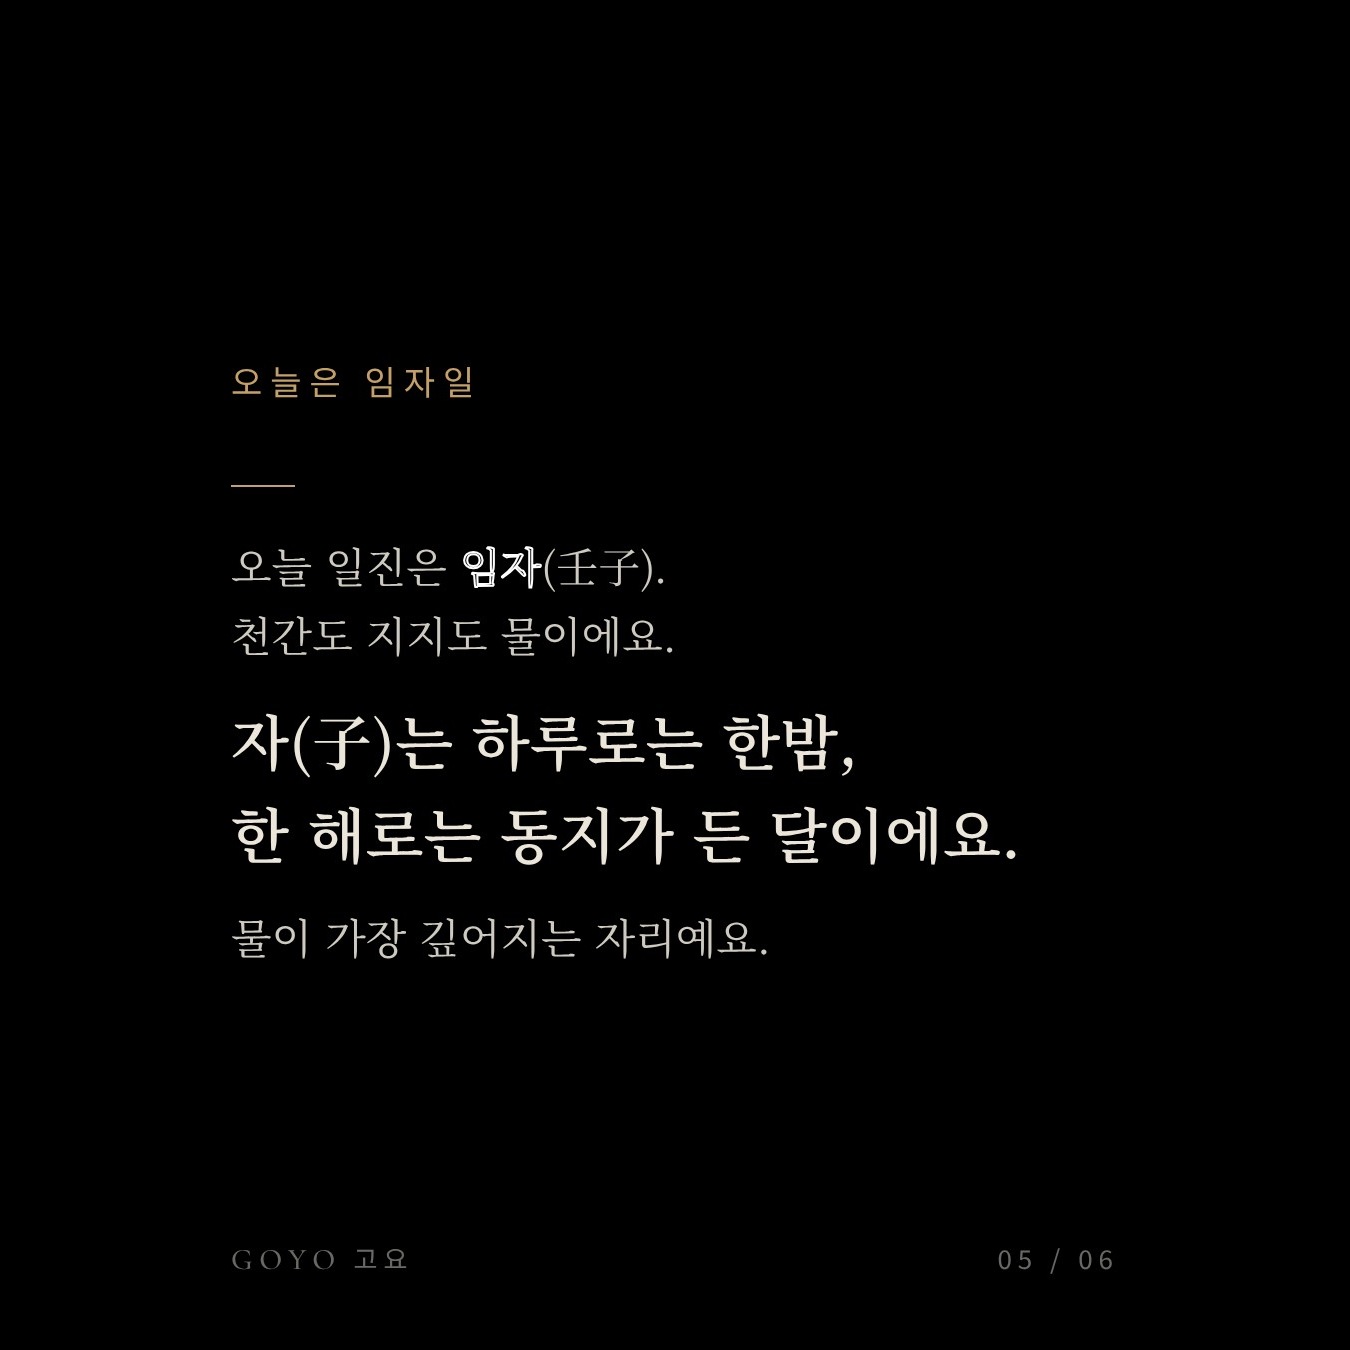 오늘은 임자일
오늘 일진은 임자(壬子).
천간도 지지도 물이에요.
자(子)는 하루로는 한밤,
한 해로는 동지가 든 달이에요.
물이 가장 깊어지는 자리예요.
GOYO 고요
05 / 06